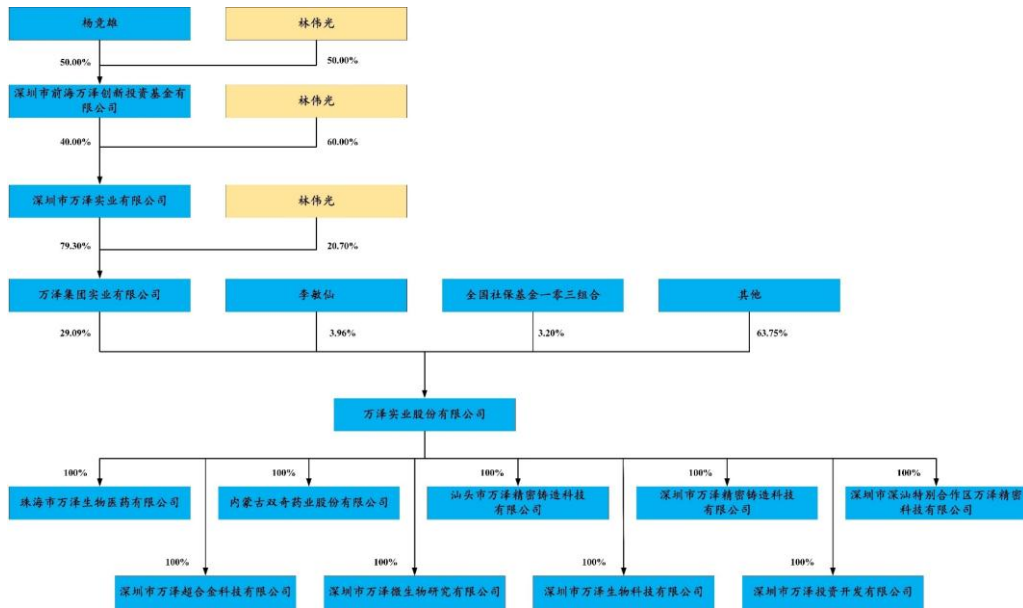 杨竞雄
林伟光
50.00%
50.00%
深圳市前海万泽创新投资基金有
限公司
林伟光
40.00%
60.00%
深圳市万泽实业有限公司
林伟光
79.30%
20.70%
万泽集团实业有限公司
李敏仙
全国社保基金一零三组合
其他
29.09%
3.96%
3.20%
63.75%
万泽实业股份有限公司
100%
100%
100%
100%
100%
珠海市万泽生物医药有限公司
内蒙古双奇药业股份有限公司
汕头市万泽精密铸造科技
有限公司
深圳市万泽精密铸造科技
有限公司
深圳市深汕特别合作区万泽精密
科技有限公司
100%
100%
100%
100%
深圳市万泽超合金科技有限公司
深圳市万泽微生物研究有限公司
深圳市万泽生物科技有限公司
深圳市万泽投资开发有限公司